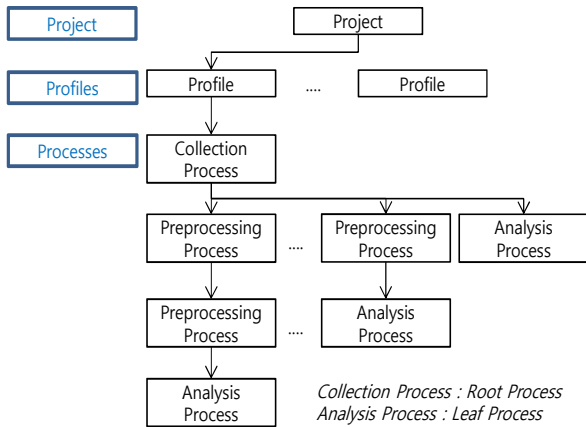 Project
Project
Profiles
Profile
....
Profile
Processes
Collection
Process
Preprocessing
Process
....
Preprocessing
Process
Analysis
Process
Preprocessing
Process
....
Analysis
Process
Analysis
Process
Collection Process : Root Process
Analysis Process : Leaf Process